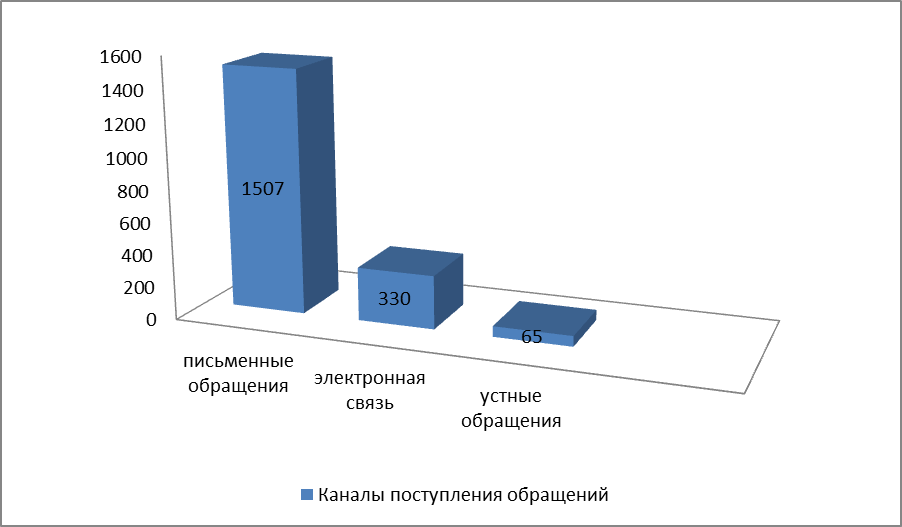 1600
1400
1200
1000
800
600
400
200
0
1507
330
65
письменные
обращения
электронная
связь
устные
обращения
Каналы поступления обращений